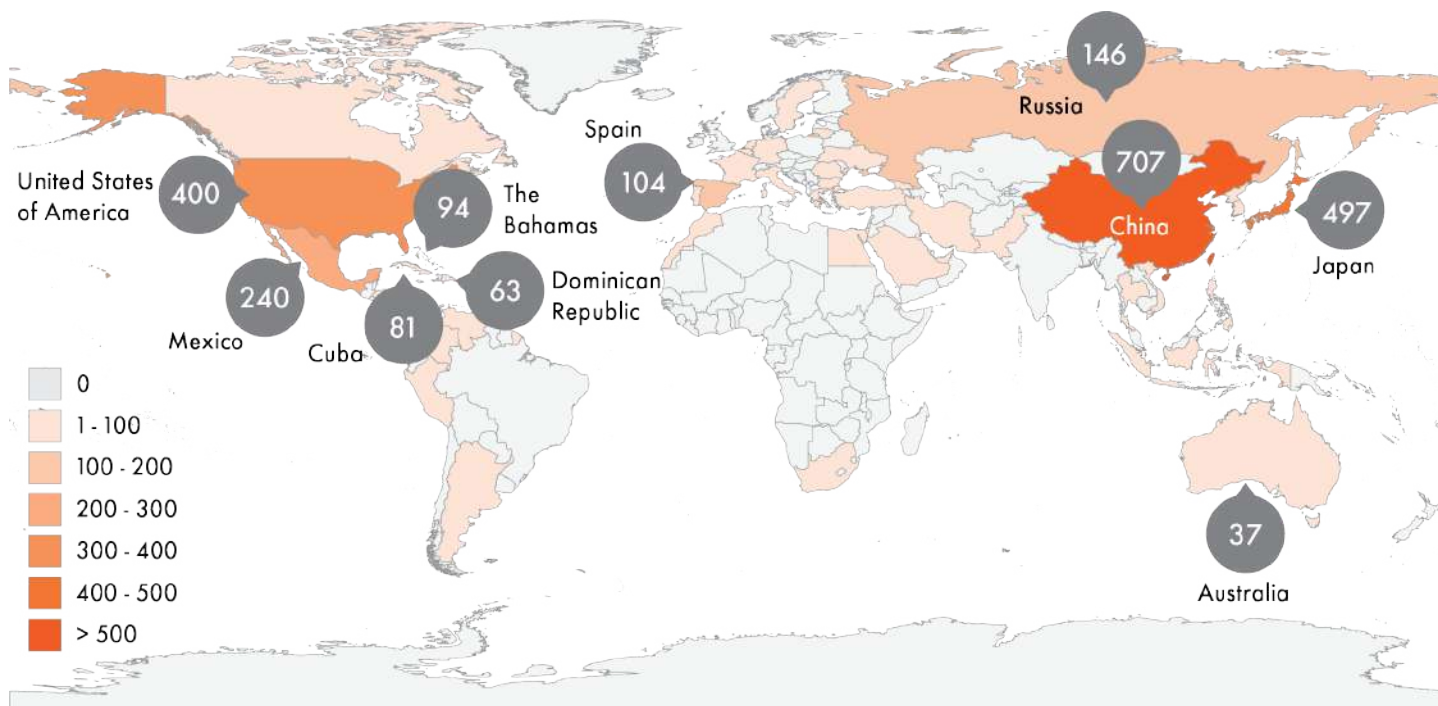 146
Russia
Spain
707
104
United States
of America
400
94
The
Bahamas
China
497
Japan
240
Mexico
81
Cuba
63
Dominican
Republic
0
1 - 100
100 - 200
200 - 300
300 - 400
400 - 500
> 500
37
Australia